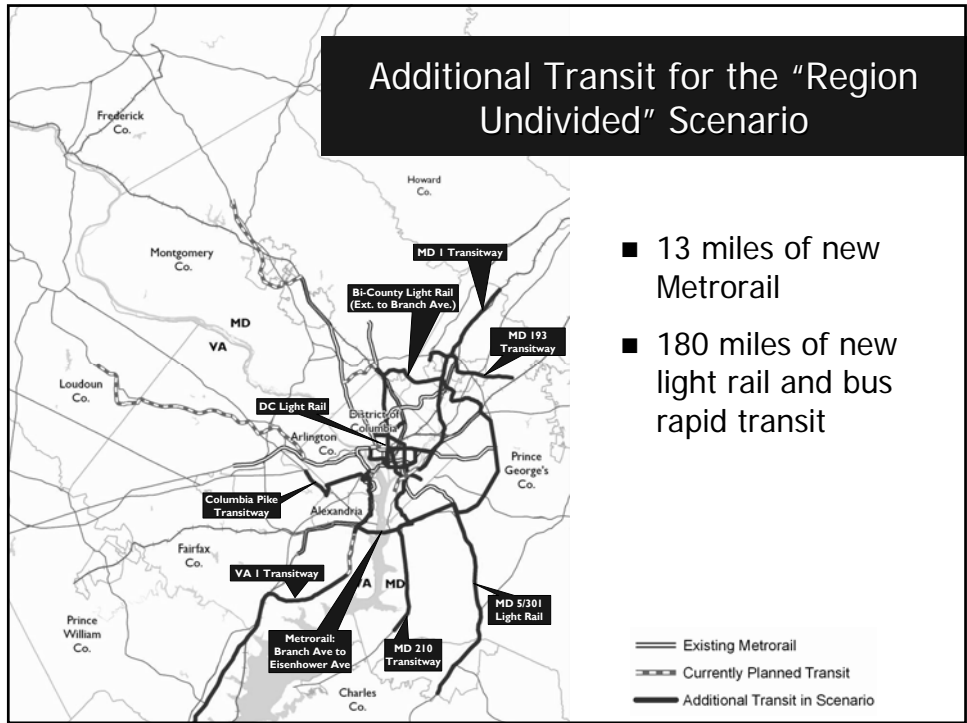 Additional Transit for the “Region
Undivided” Scenario
Frederick
Co.
Howard
Co.
Montgomery
Co.
MD 1 Transitway
Bi-County Light Rail
(Ext. to Branch Ave.)
MD 193
Transitway
MD
VA
Loudoun
Co.
DC Light Rail
District of
Columbia
Arlington
Co.
Prince
George's
Co.
Columbia Pike
Transitway
Alexandria
Fairfax
Co.
VA 1 Transitway
VA
MD
MD 5/301
Light Rail
Prince
William
Co.
Metrorail:
Branch Ave to
Eisenhower Ave
MD 210
Transitway
Charles
Co.
■ 13 miles of new
Metrorail
■ 180 miles of new
light rail and bus
rapid transit
Existing Metrorail
Currently Planned Transit
Additional Transit in Scenario